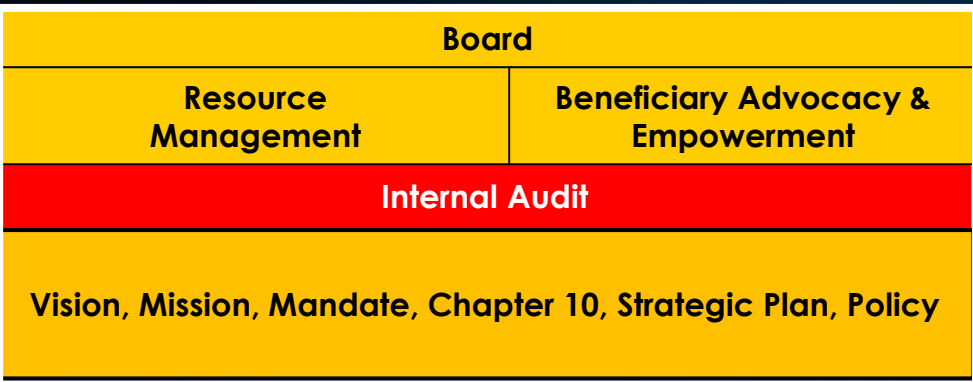 Board
Resource
Management
Beneficiary Advocacy &
Empowerment
Internal Audit
Vision, Mission, Mandate, Chapter 10, Strategic Plan, Policy